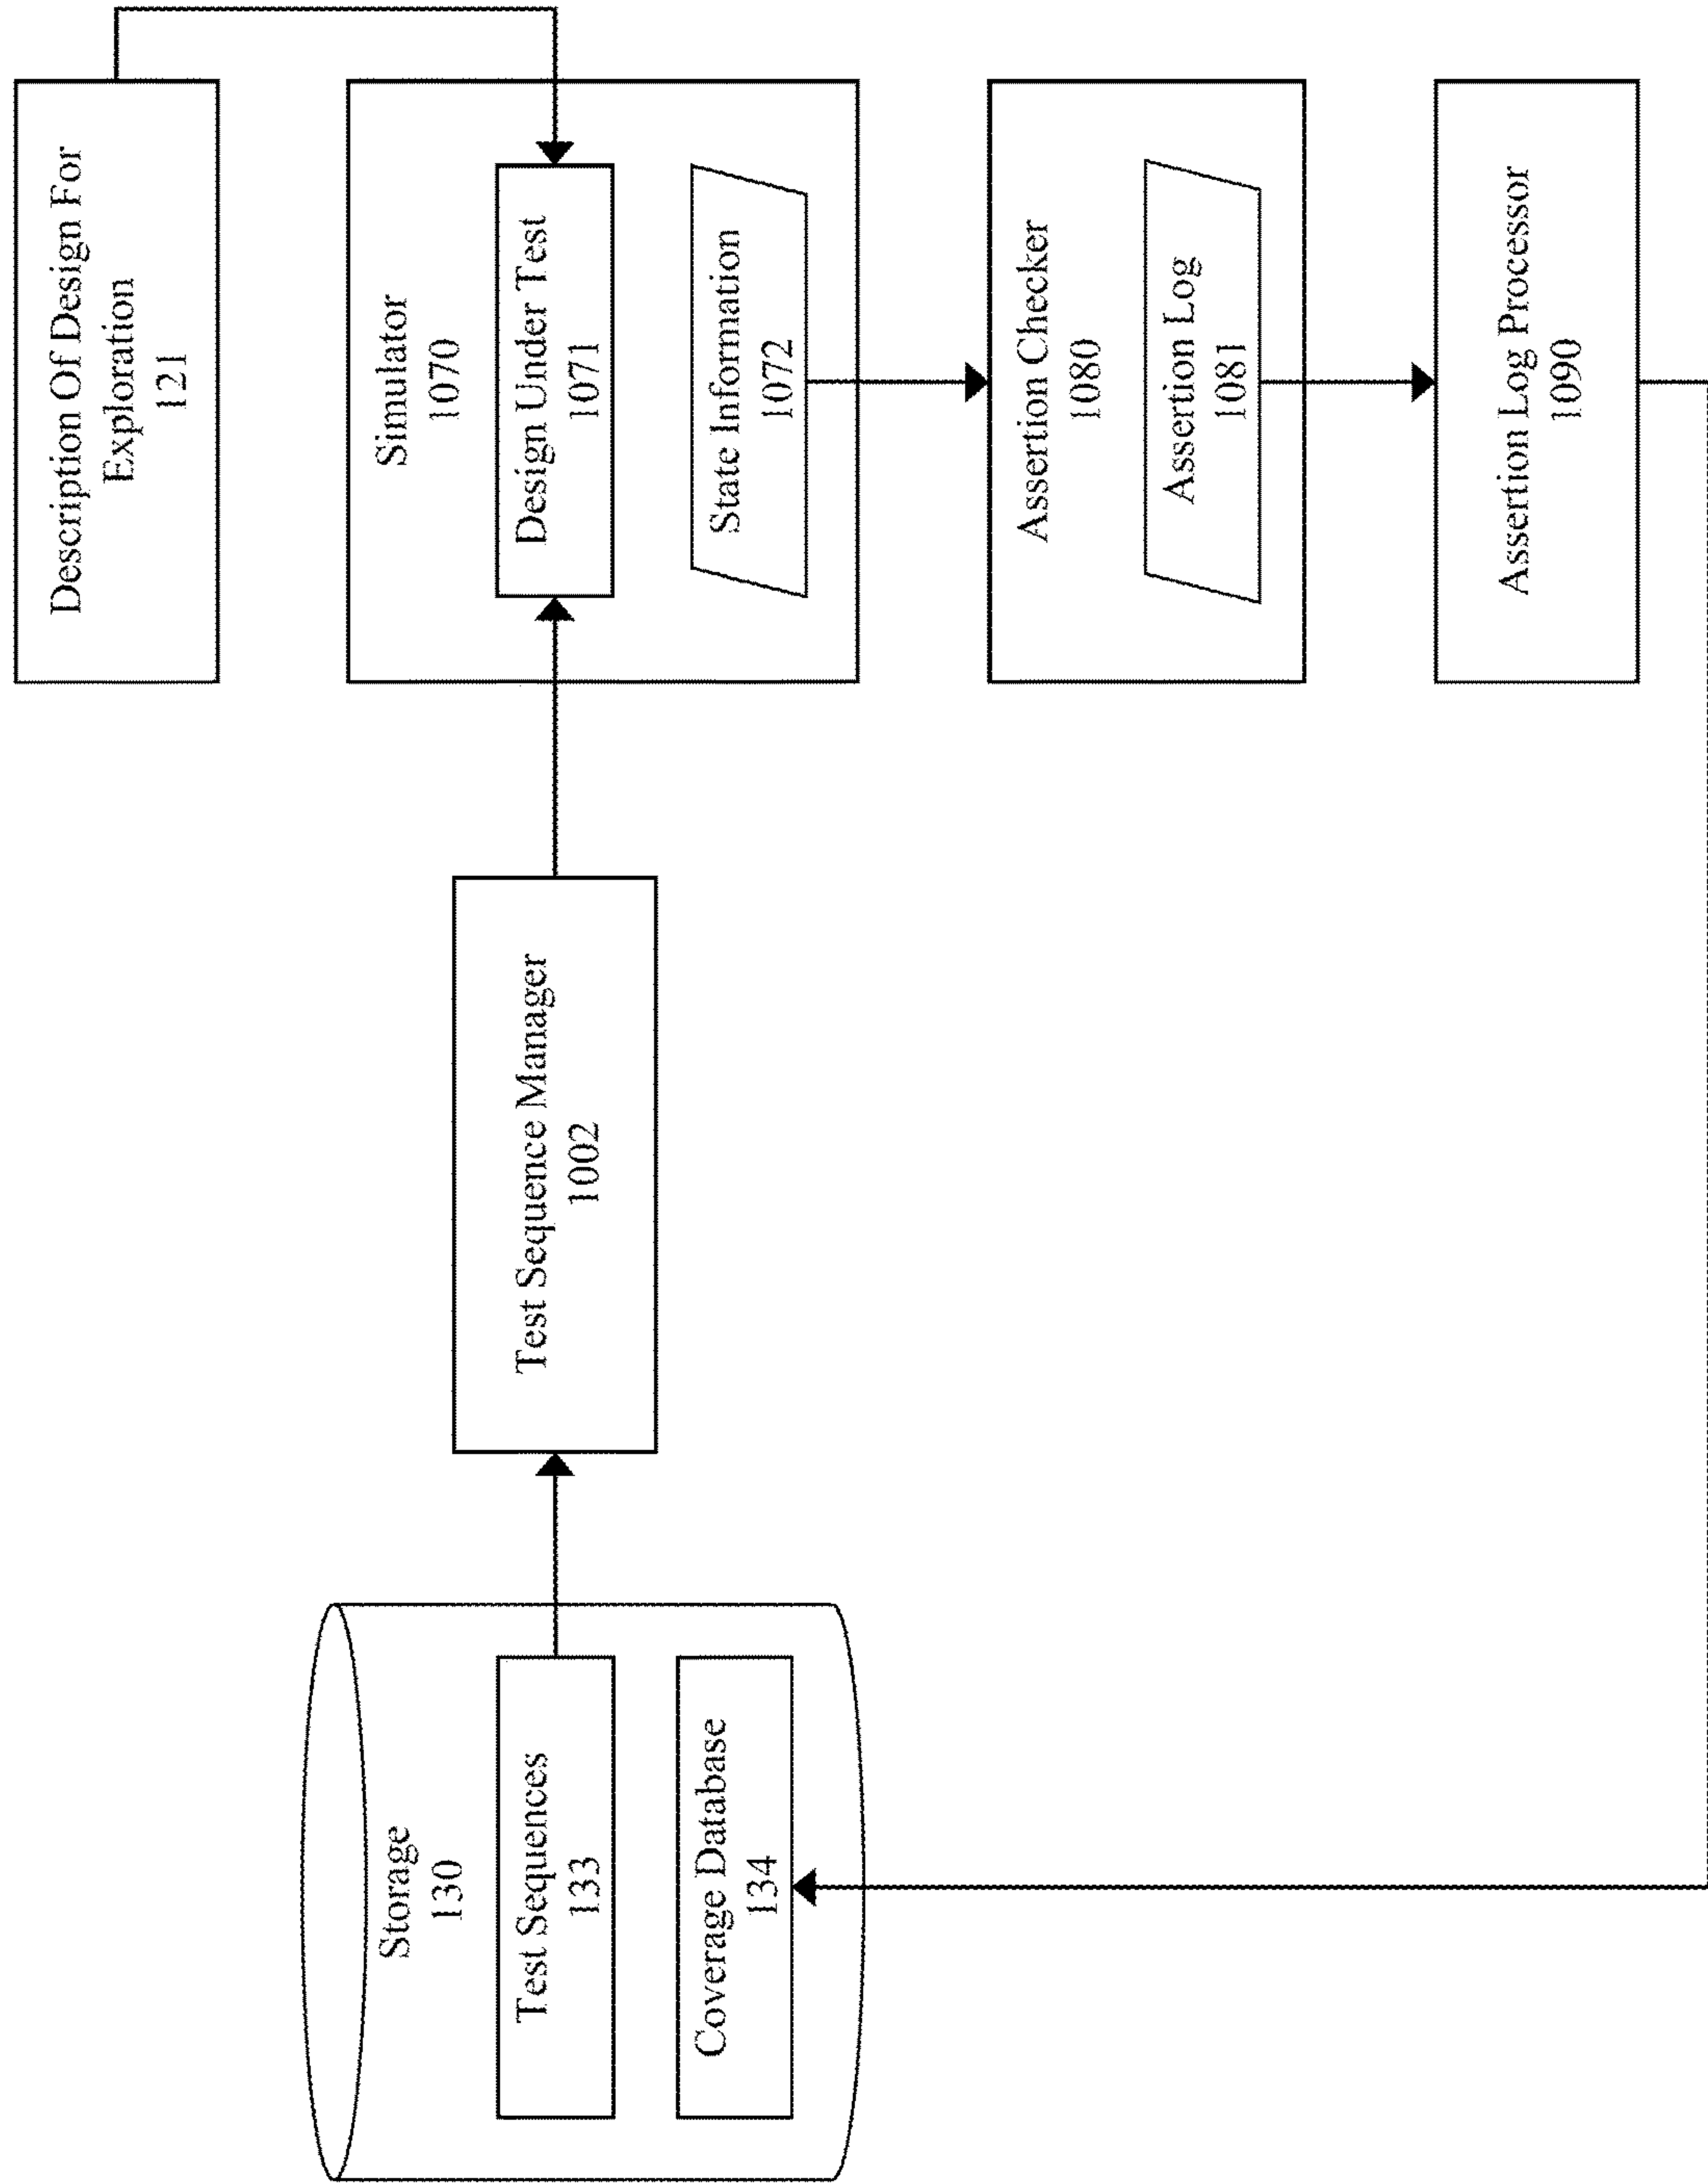 Description Of Design For
Exploration
121
Storage
130
Test Sequences
133
Coverage Database
134
Test Sequence Manager
1002
Simulator
1070
Design Under Test
1071
State Information
1072
Assertion Checker
1080
Assertion Log
1081
Assertion Log Processor
1090